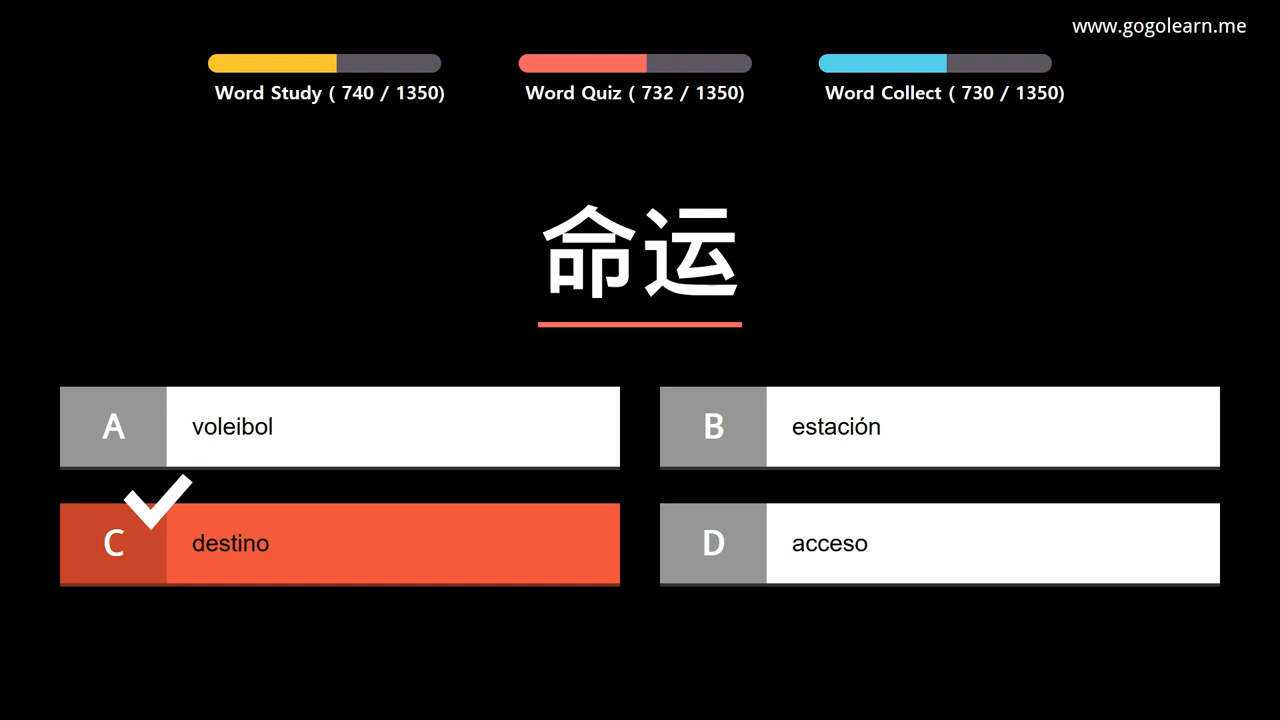 www.gogolearn.me
Word Study ( 740 / 1350)
Word Quiz ( 732 / 1350)
Word Collect ( 730 / 1350)
命运
A voleibol
B estación
C destino
D acceso